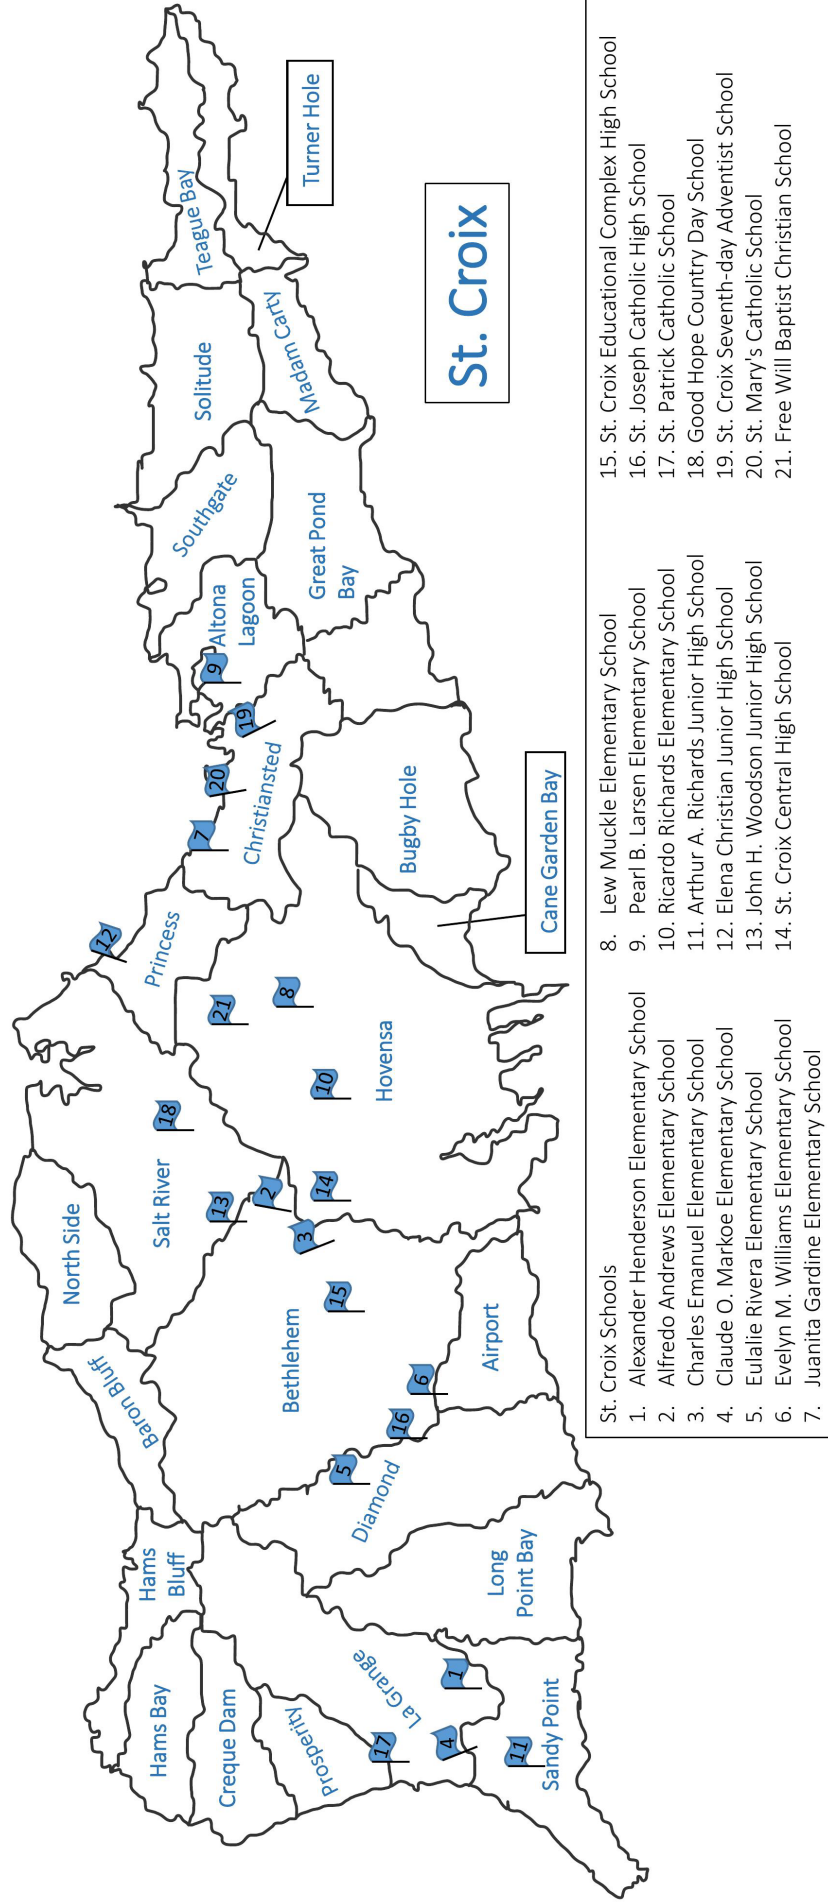 St. Croix
Teague Bay
Turner Hole
Solitude
Madam Carty
Southgate
Great Pond
Bay
Altona
Lagoon
9
19
20
7
Christiansted
Bugby Hole
Cane Garden Bay
12
Princess
21
8
10
Hovensa
18
Salt River
North Side
13
2
14
3
15
Bethlehem
Baron Bluff
Airport
6
16
5
Diamond
Hams
Bluff
Long
Point Bay
Hams Bay
Creque Dam
Prosperity
La Grange
1
17
4
11
Sandy Point
St. Croix Schools
1. Alexander Henderson Elementary School
2. Alfredo Andrews Elementary School
3. Charles Emanuel Elementary School
4. Claude O. Markoe Elementary School
5. Eulalie Rivera Elementary School
6. Evelyn M. Williams Elementary School
7. Juanita Gardine Elementary School
8. Lew Muckle Elementary School
9. Pearl B. Larsen Elementary School
10. Ricardo Richards Elementary School
11. Arthur A. Richards Junior High School
12. Elena Christian Junior High School
13. John H. Woodson Junior High School
14. St. Croix Central High School
15. St. Croix Educational Complex High School
16. St. Joseph Catholic High School
17. St. Patrick Catholic School
18. Good Hope Country Day School
19. St. Croix Seventh-day Adventist School
20. St. Mary's Catholic School
21. Free Will Baptist Christian School